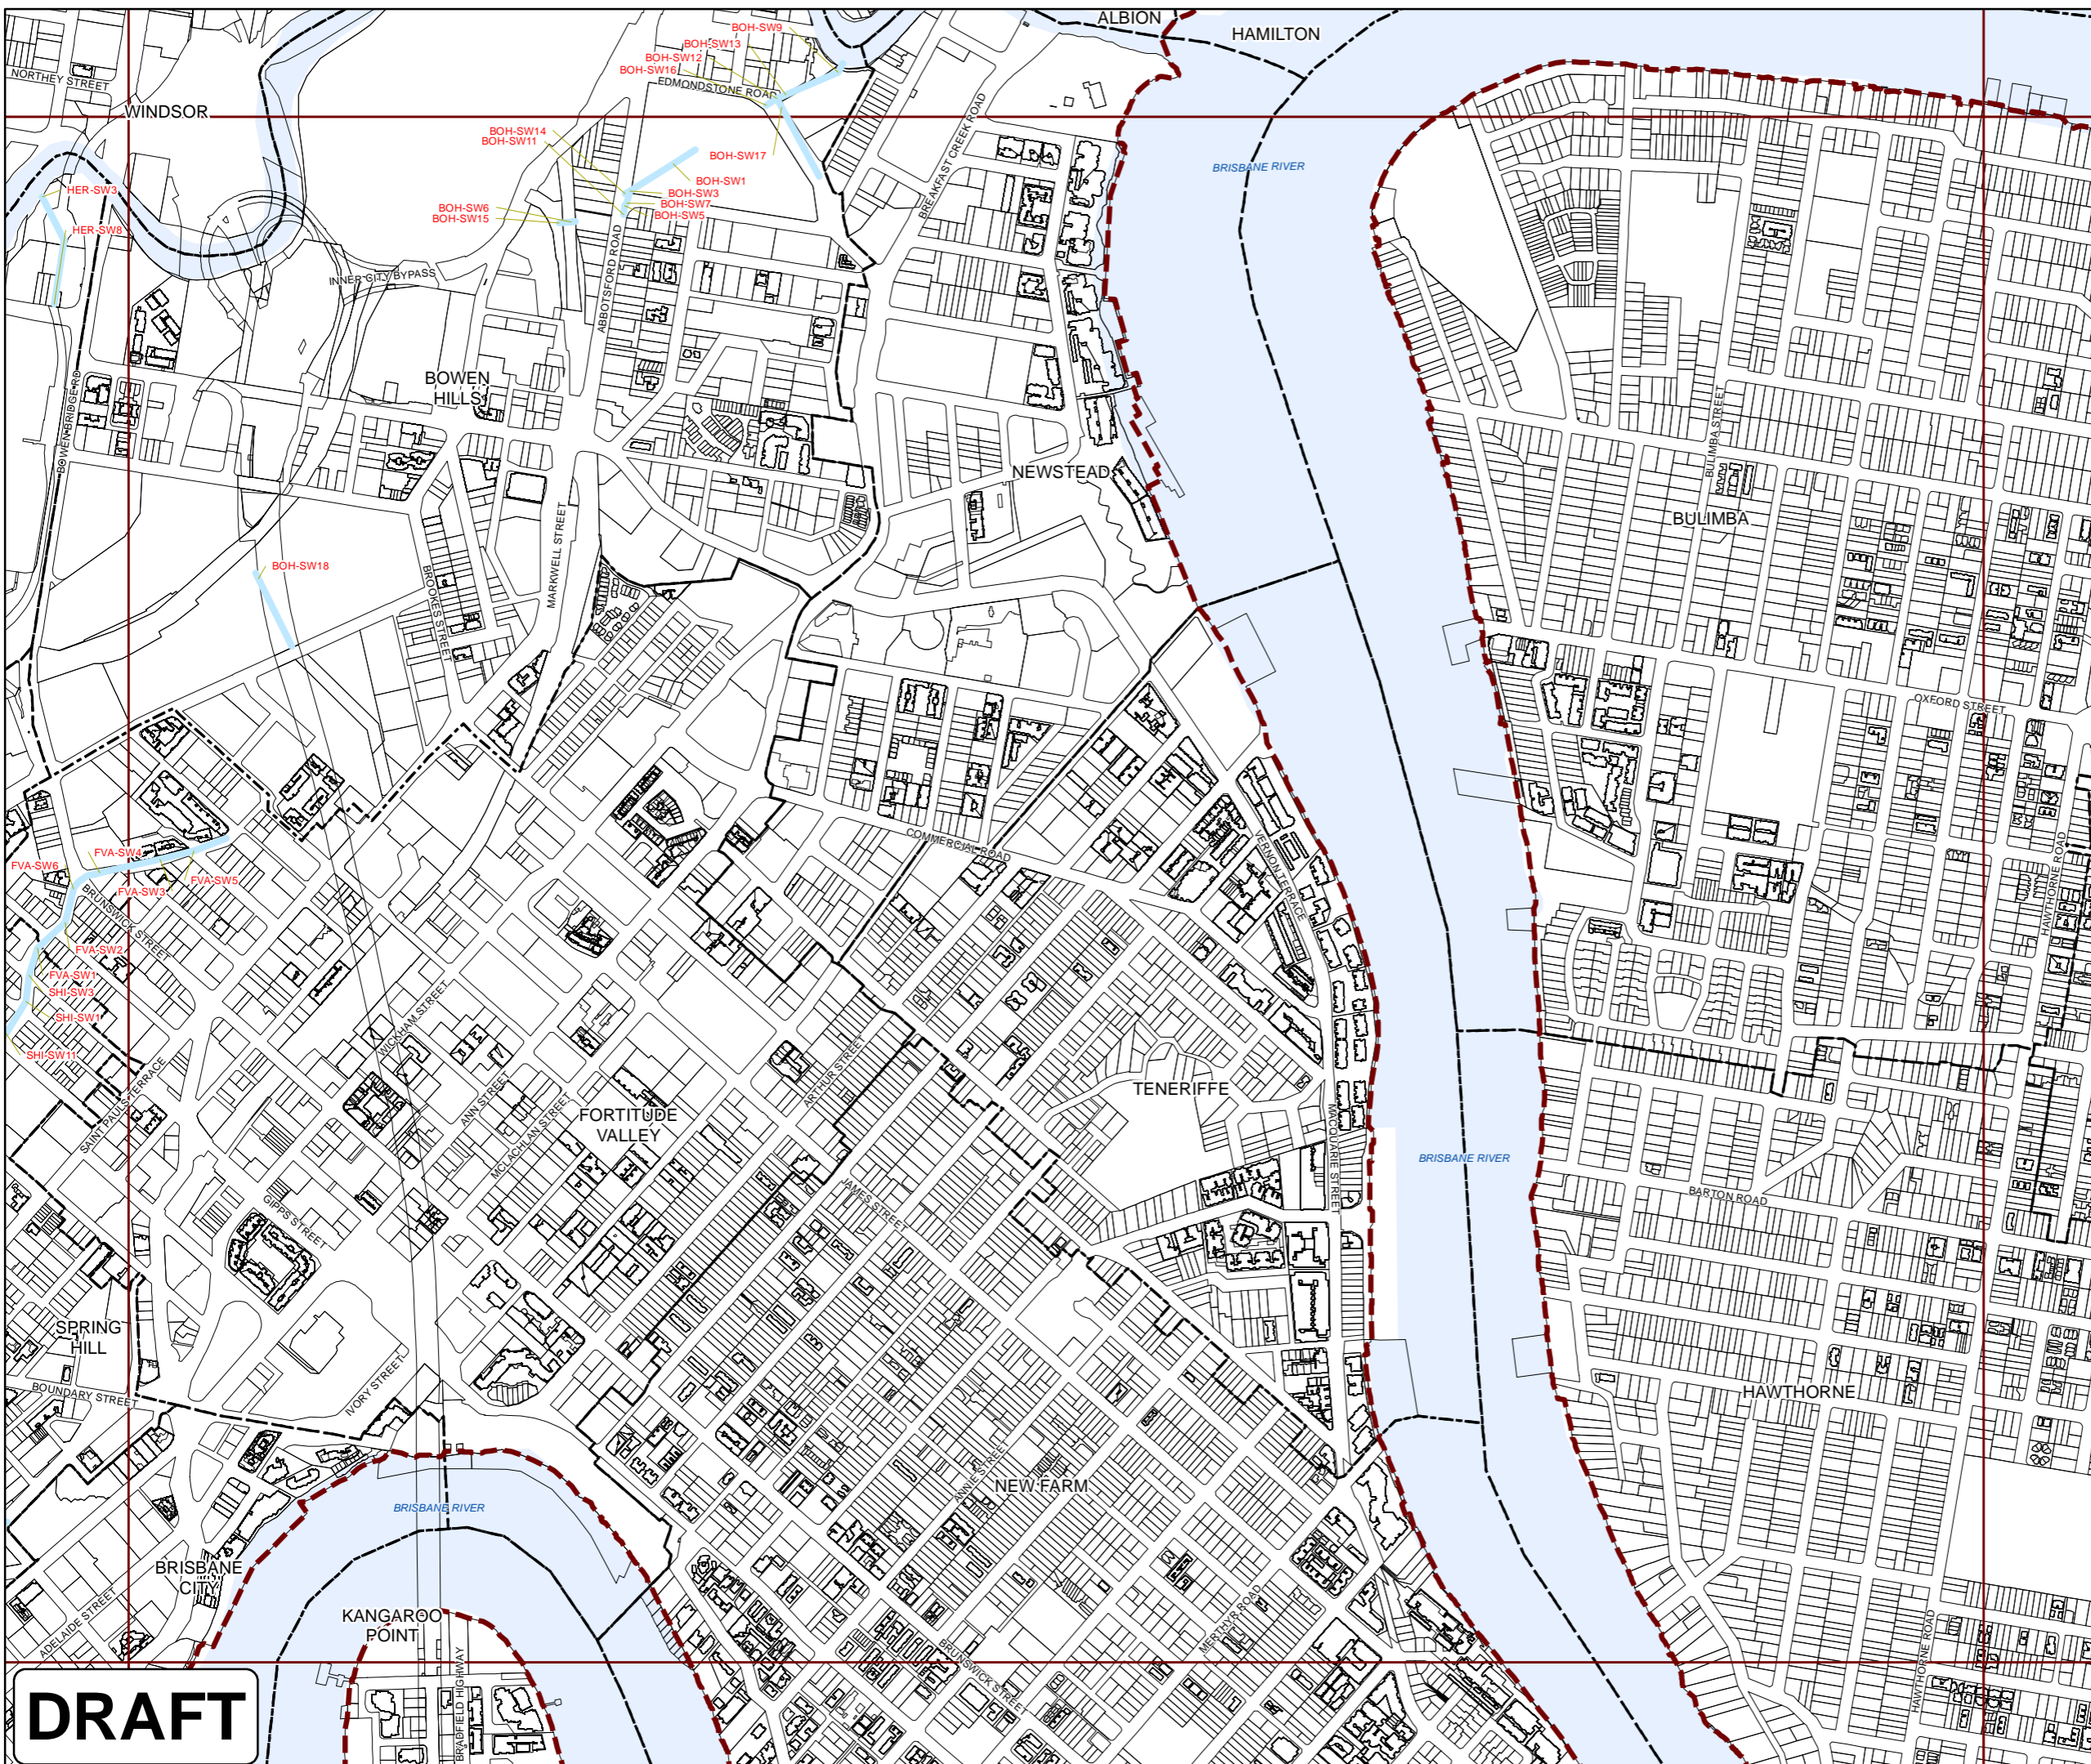 ALBION
HAMILTON
BOH-SW9
BOH-SW13
BOH-SW12
BOH-SW16
EDMONDSTONE ROAD
NORTHEY STREET
WINDSOR
BREAKFAST CREEK ROAD
BOH-SW14
BOH-SW11
BOH-SW17
BRISBANE RIVER
BOH-SW1
HER-SW3
BOH-SW3
BOH-SW7
BOH-SW5
BOH-SW6
BOH-SW15
HER-SW8
ABBOTSFORD ROAD
INNER CITY BYPASS
BOWEN
HILLS
BOWEN BRIDGE RD
BULIMBA STREET
NEWSTEAD
BULIMBA
MARKWELL STREET
BOH-SW18
BROOKES STREET
OXFORD STREET
COMMERCIAL ROAD
VERNON TERRACE
HAWTHORNE ROAD
FVA-SW4
FVA-SW6
FVA-SW5
FVA-SW3
BRUNSWICK STREET
FVA-SW2
FVA-SW1
SHI-SW3
SHI-SW1
WICKHAM STREET
SHI-SW11
SAINT PAULS TERRACE
ANN STREET
ARTHUR STREET
TENERIFFE
FORTITUDE
VALLEY
MCLACHLAN STREET
MACQUARIE STREET
BRISBANE RIVER
BARTON ROAD
JAMES STREET
GIPPS STREET
SPRING
HILL
BOUNDARY STREET
IVORY STREET
HAWTHORNE
ANNIE STREET
NEW FARM
BRISBANE RIVER
BRISBANE
CITY
ADELAIDE STREET
KANGAROO
POINT
MERTHYR ROAD
BRUNSWICK STREET
HAWTHORNE ROAD
BRADFIELD HIGHWAY
DRAFT